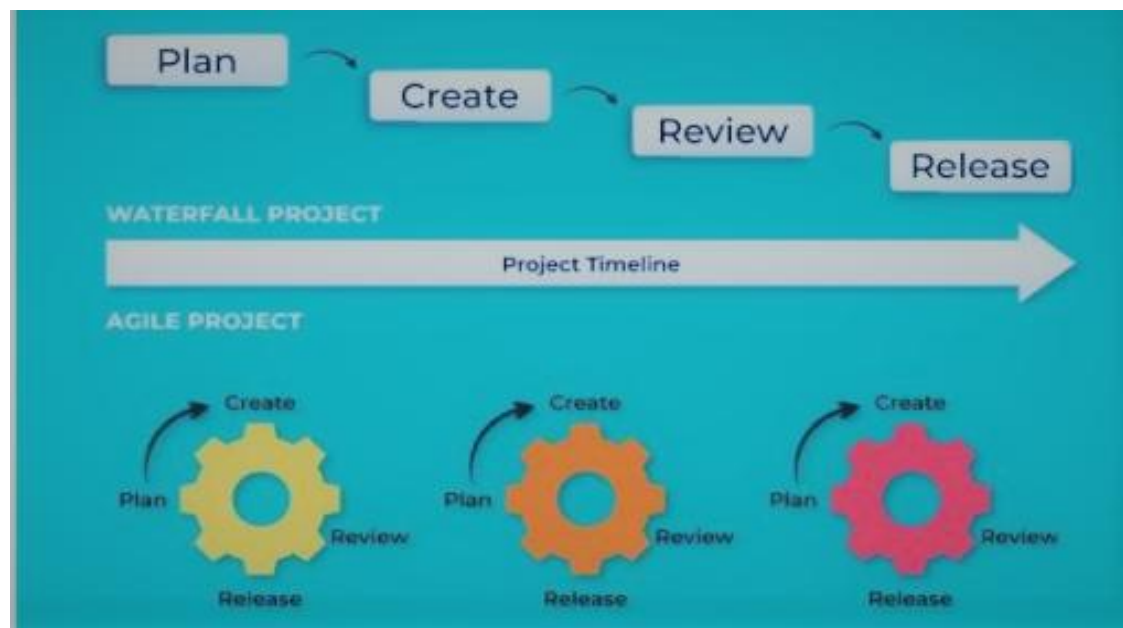 Plan
Create
Review
Release
WATERFALL PROJECT
Project Timeline
AGILE PROJECT
Create
Plan
Review
Release
Create
Plan
Review
Release
Create
Plan
Review
Release